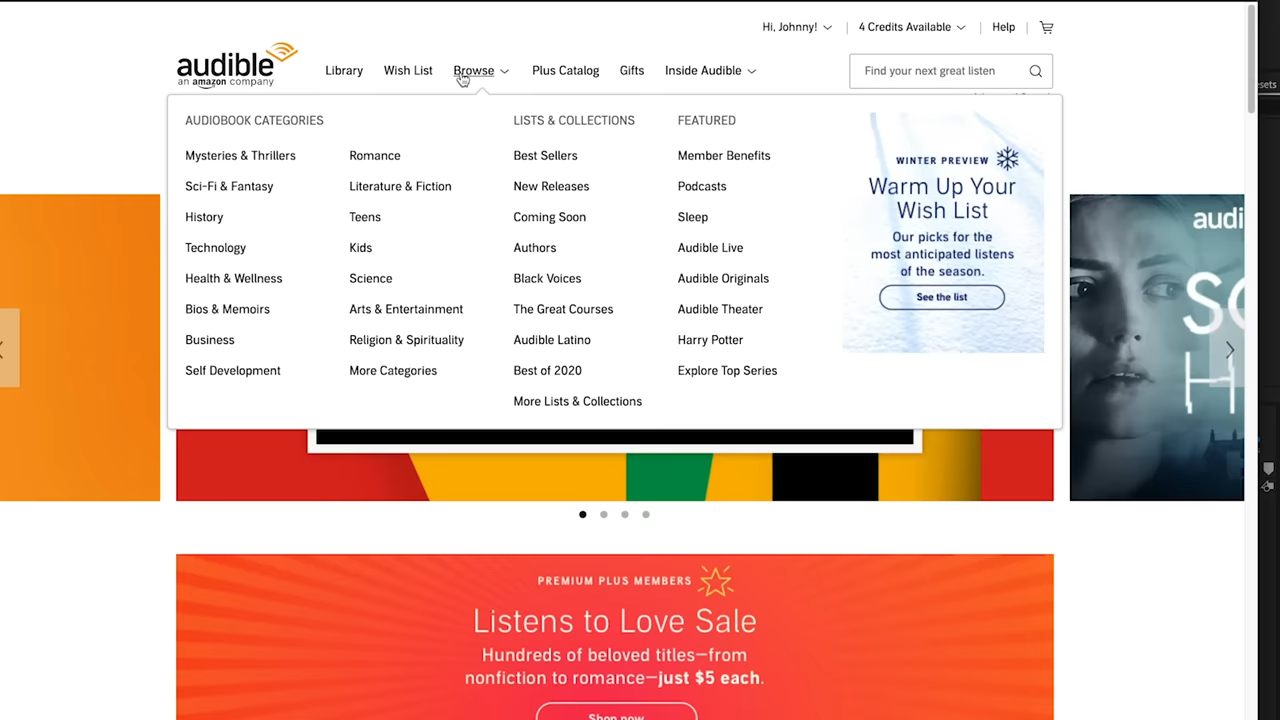 Hi, Johnny!
4 Credits Available
Help
audible
an amazon company
Library
Wish List
Browse
Plus Catalog
Gifts
Inside Audible
Find your next great listen
AUDIOBOOK CATEGORIES
Mysteries & Thrillers
Sci-Fi & Fantasy
History
Technology
Health & Wellness
Bios & Memoirs
Business
Self Development
Romance
Literature & Fiction
Teens
Kids
Science
Arts & Entertainment
Religion & Spirituality
More Categories
LISTS & COLLECTIONS
Best Sellers
New Releases
Coming Soon
Authors
Black Voices
The Great Courses
Audible Latino
Best of 2020
More Lists & Collections
FEATURED
Member Benefits
Podcasts
Sleep
Audible Live
Audible Originals
Audible Theater
Harry Potter
Explore Top Series
WINTER PREVIEW
Warm Up Your
Wish List
Our picks for the
most anticipated listens
of the season.
See the list
PREMIUM PLUS MEMBERS
Listens to Love Sale
Hundreds of beloved titles—from
nonfiction to romance—just $5 each.
Shop now